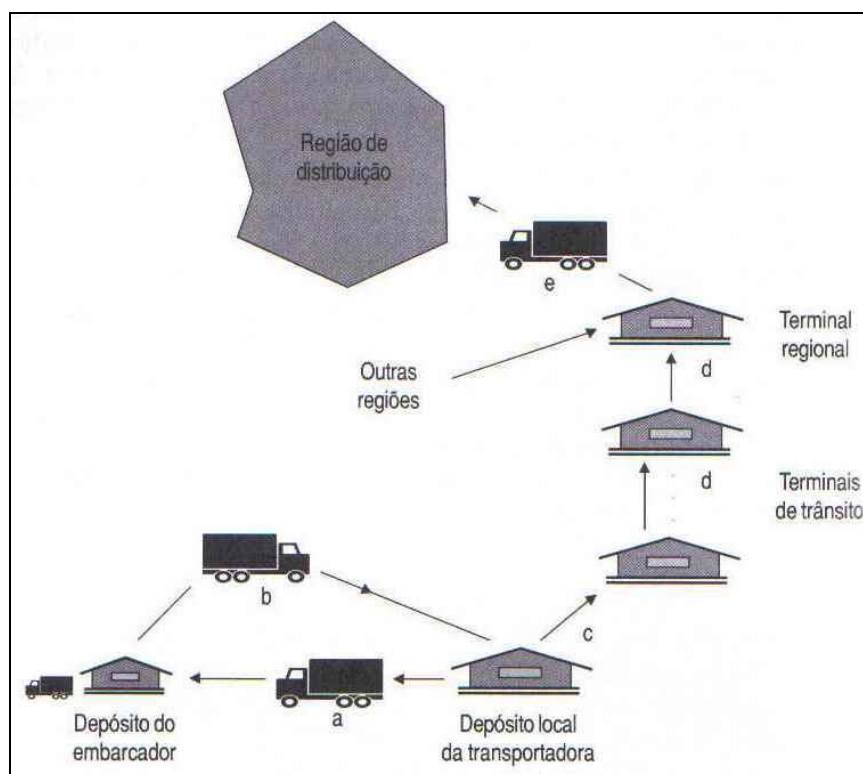 Região de
distribuição
e
Terminal
regional
d
Outras
regiões
d
Terminais
de trânsito
b
c
a
Depósito do
embarcador
Depósito local
da transportadora